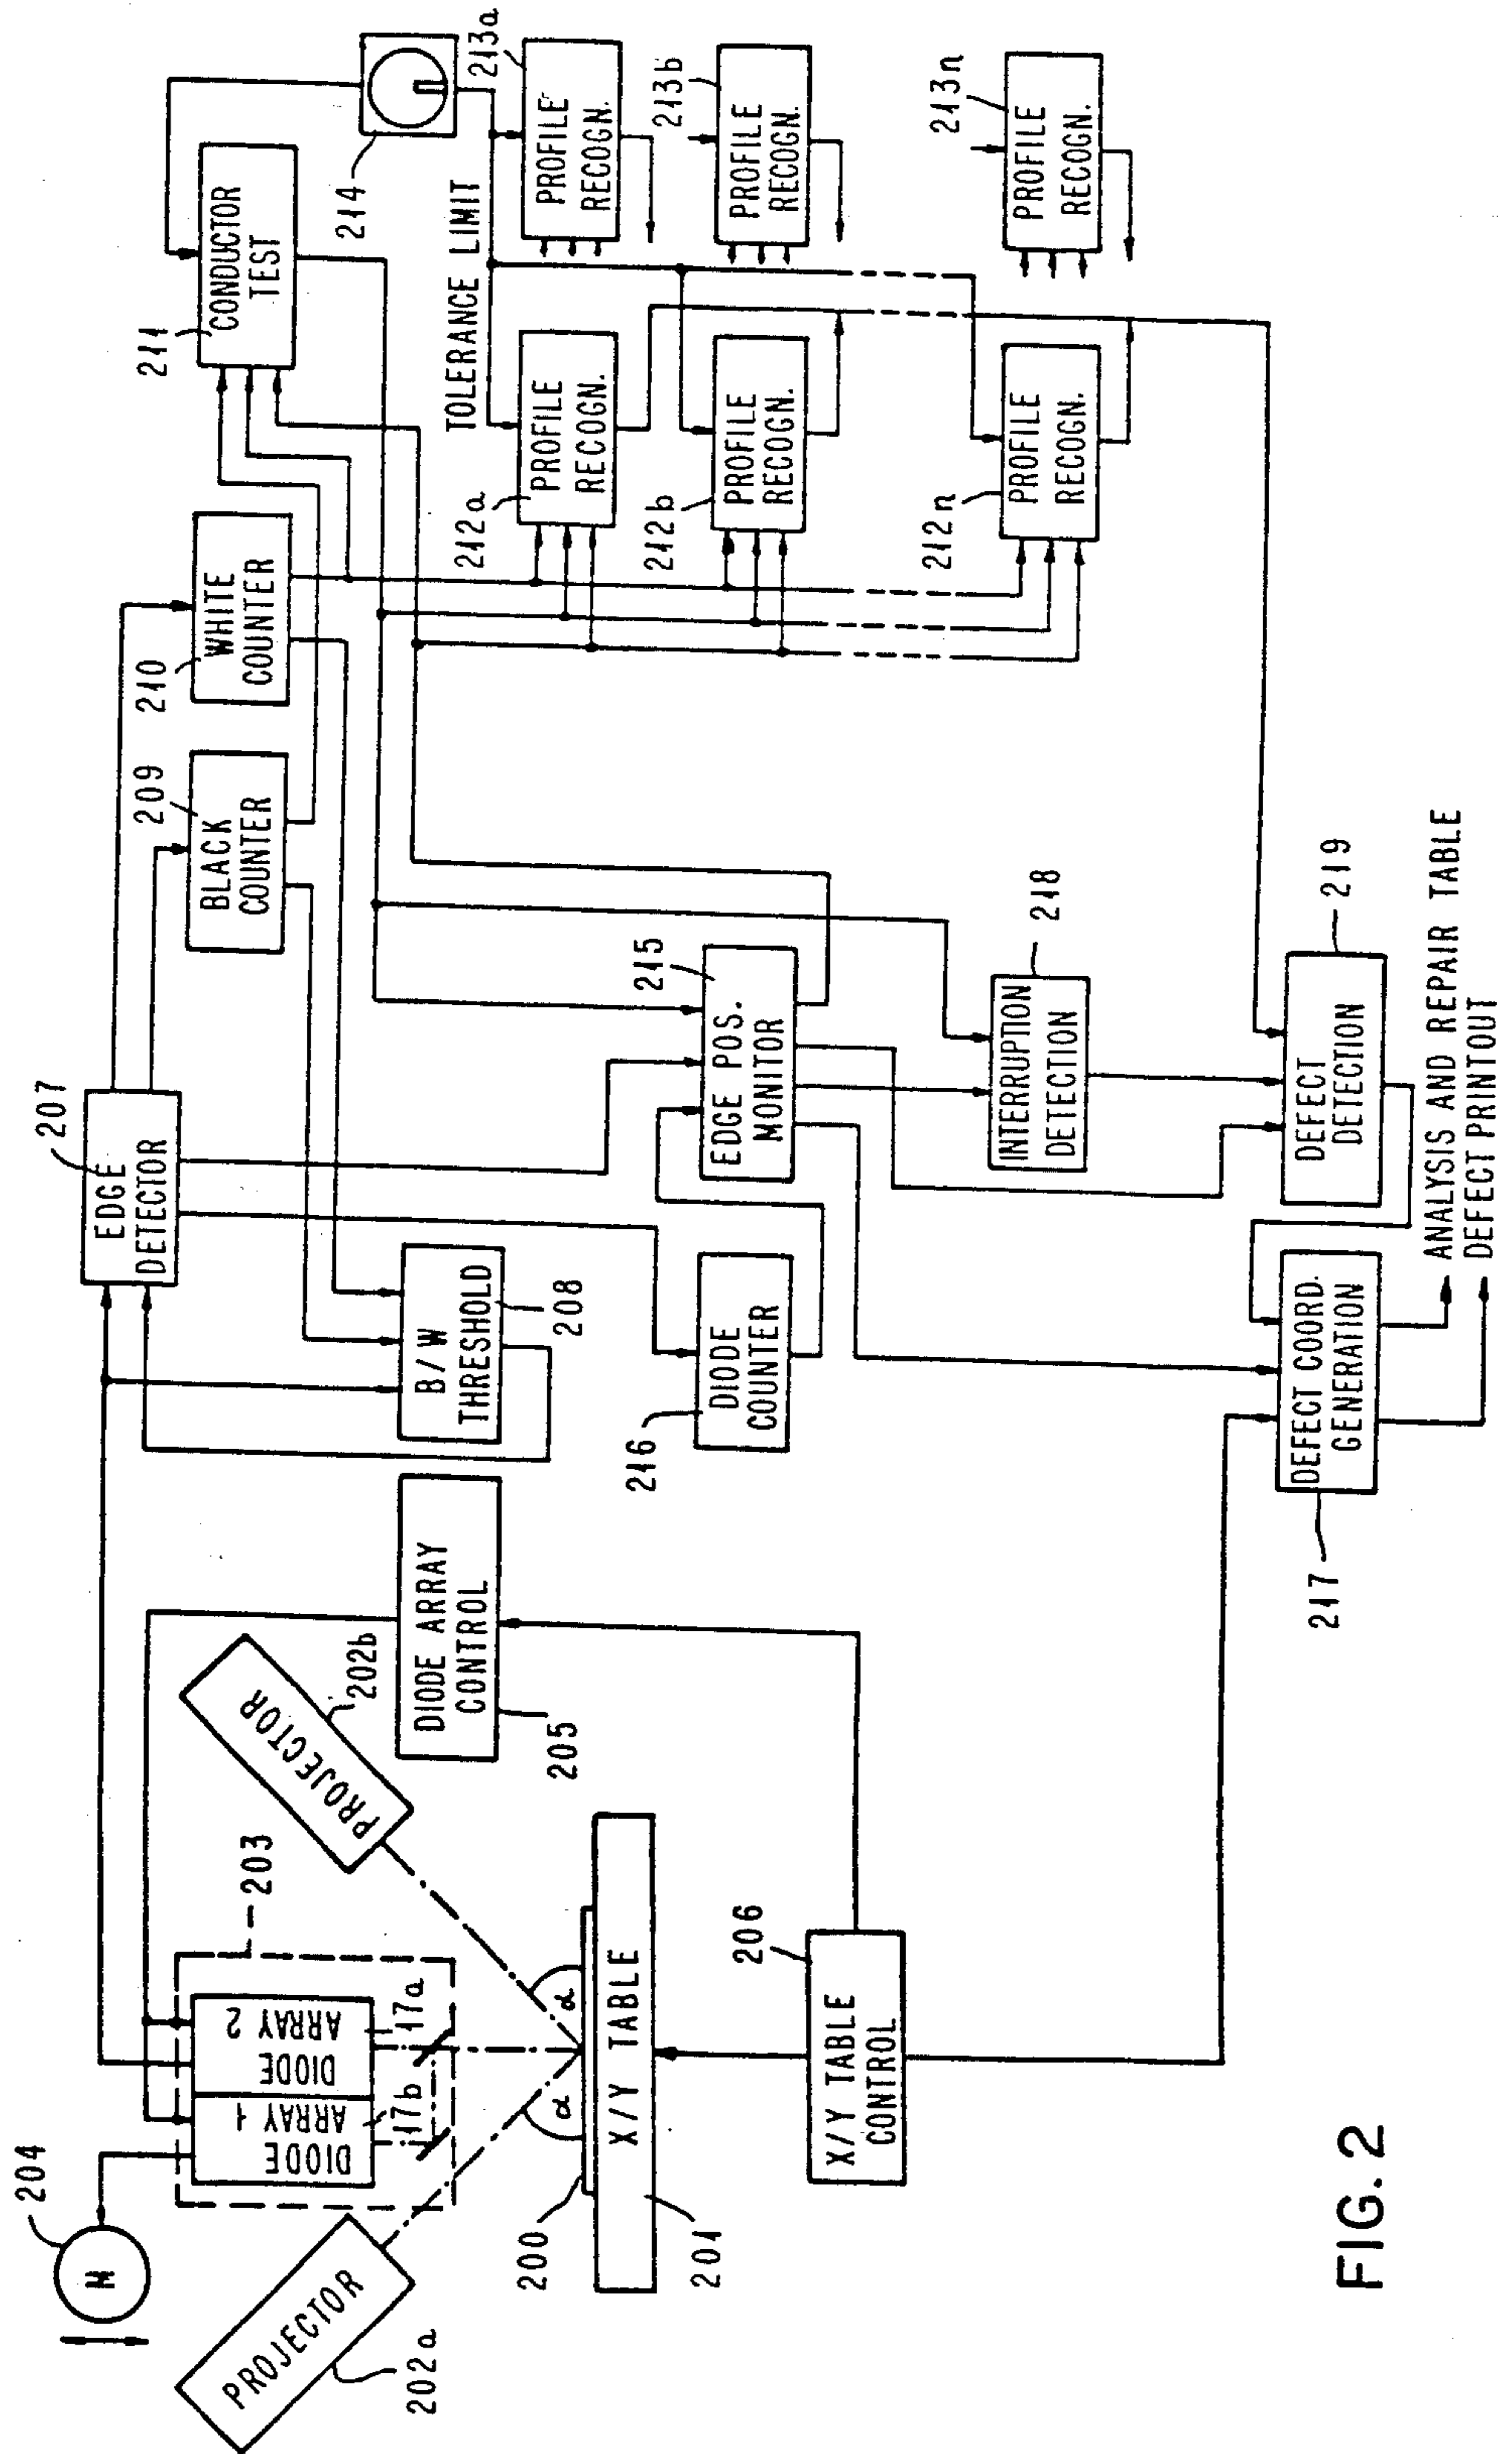 204
M
203
DIODE
ARRAY 1
DIODE
ARRAY 2
17b
17a
PROJECTOR
202a
PROJECTOR
202b
α
α
200
X/Y TABLE
201
206
X/Y TABLE
CONTROL
DIODE ARRAY
CONTROL
205
207
EDGE
DETECTOR
B/W
THRESHOLD
208
209
BLACK
COUNTER
210
WHITE
COUNTER
211
CONDUCTOR
TEST
214
216
DIODE
COUNTER
EDGE POS.
MONITOR
215
TOLERANCE LIMIT
212a
PROFILE
RECOGN.
213a
PROFILE
RECOGN.
212b
PROFILE
RECOGN.
213b
PROFILE
RECOGN.
212n
PROFILE
RECOGN.
213n
PROFILE
RECOGN.
INTERRUPTION
DETECTION
218
217
DEFECT COORD.
GENERATION
DEFECT
DETECTION
219
ANALYSIS AND REPAIR TABLE
DEFECT PRINTOUT
FIG. 2